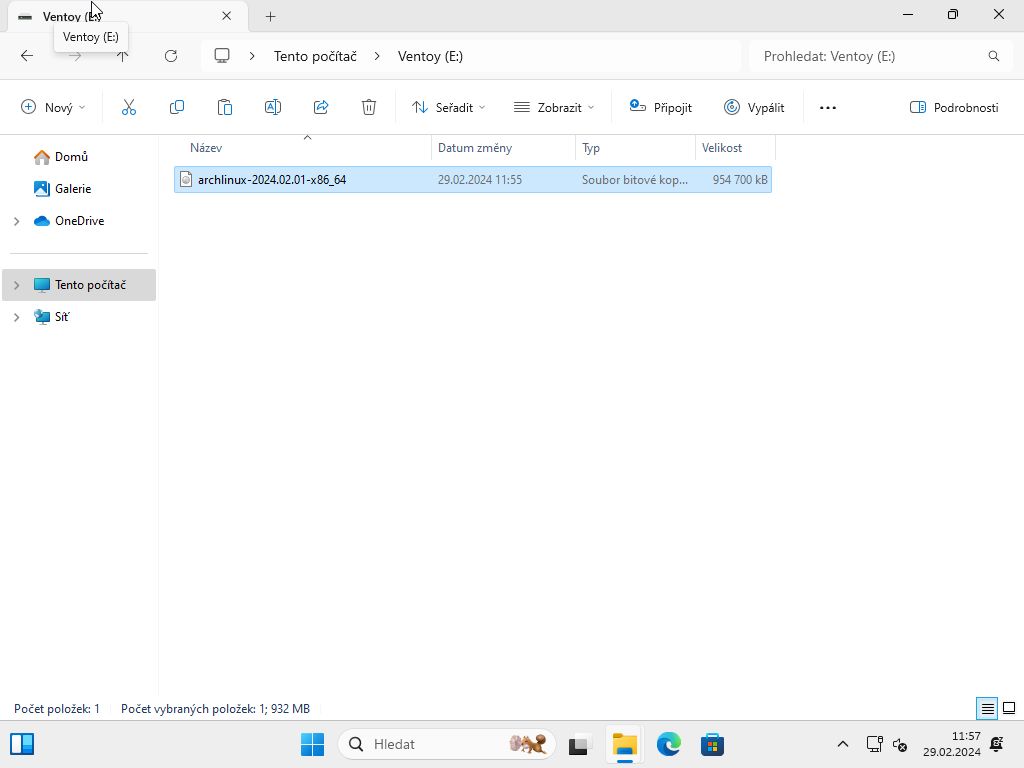 Ventoy (E:)
Ventoy (E:)
Tento počítač
Ventoy (E:)
Prohledat: Ventoy (E:)
Nový
Seřadit
Zobrazit
Připojit
Vypálit
Podrobnosti
Název
Datum změny
Typ
Velikost
archlinux-2024.02.01-x86_64
29.02.2024 11:55
Soubor bitové kop...
954 700 kB
Domů
Galerie
OneDrive
Tento počítač
Síť
Počet položek: 1
Počet vybraných položek: 1; 932 MB
Hledat
11:57
29.02.2024